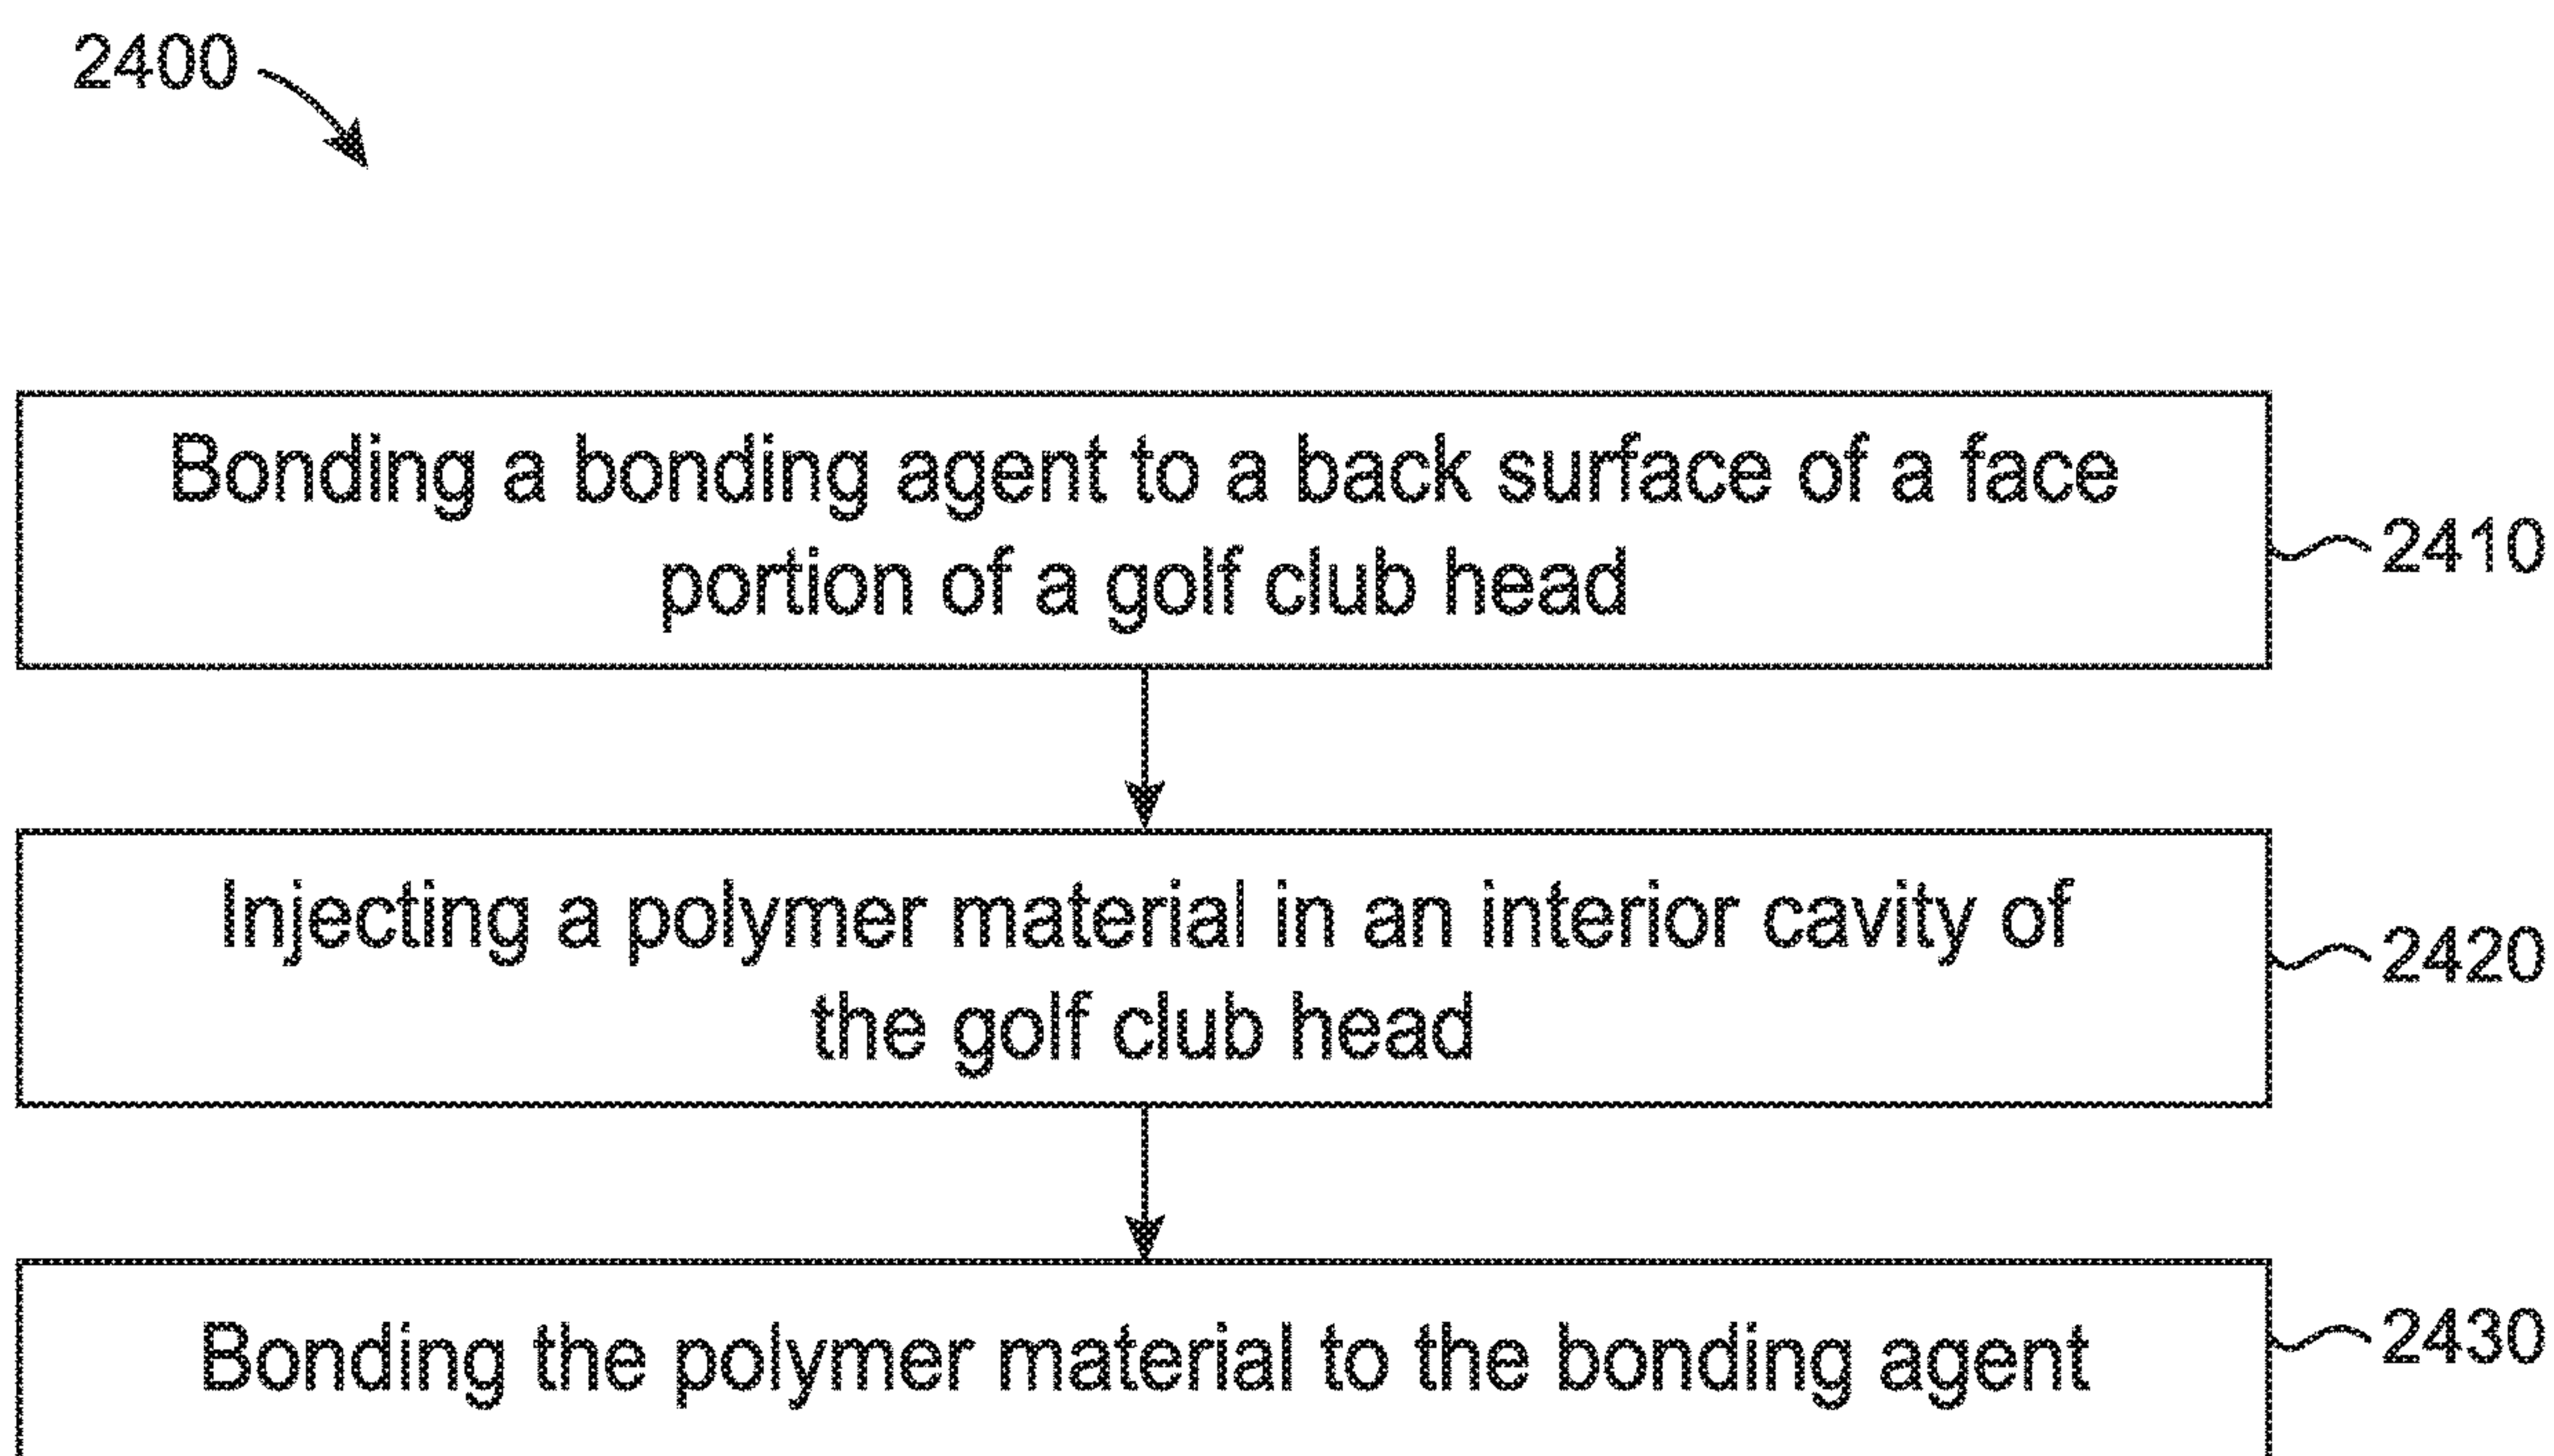 2400
Bonding a bonding agent to a back surface of a face
portion of a golf club head
2410
Injecting a polymer material in an interior cavity of
the golf club head
2420
Bonding the polymer material to the bonding agent
2430